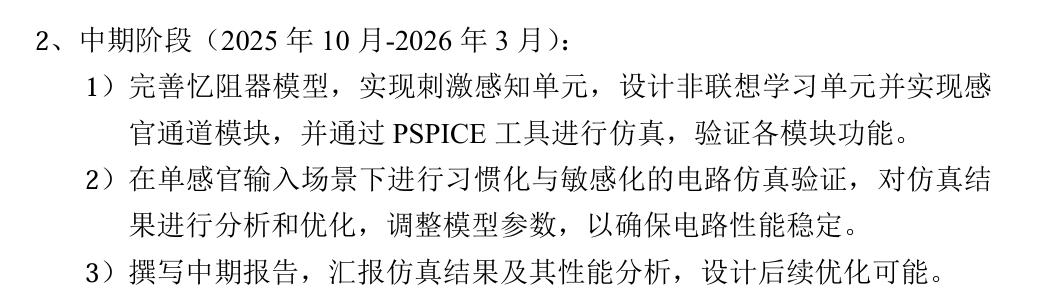 2、中期阶段（2025 年 10 月-2026 年 3 月）：
1）完善忆阻器模型，实现刺激感知单元，设计非联想学习单元并实现感
官通道模块，并通过 PSPICE 工具进行仿真，验证各模块功能。
2）在单感官输入场景下进行习惯化与敏感化的电路仿真验证，对仿真结
果进行分析和优化，调整模型参数，以确保电路性能稳定。
3）撰写中期报告，汇报仿真结果及其性能分析，设计后续优化可能。